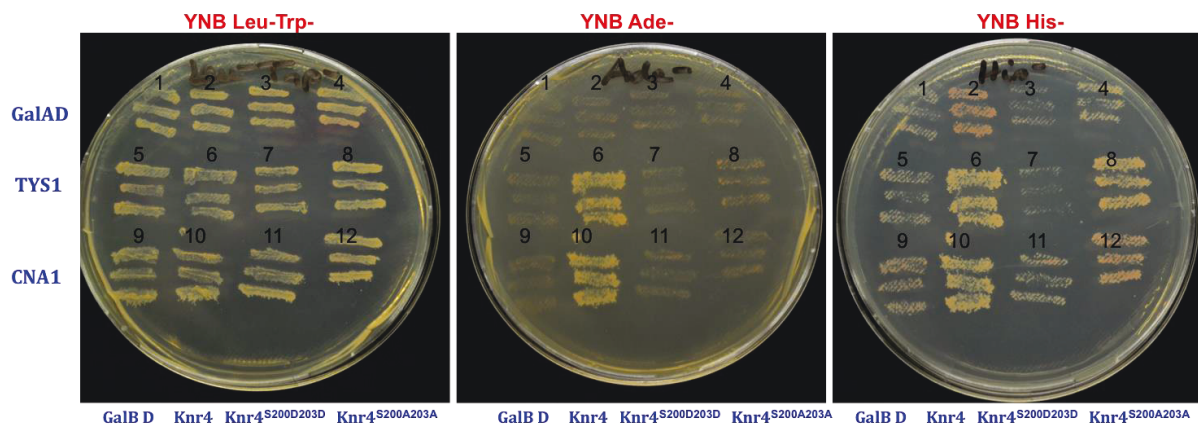 YNB Leu-Trp- YNB Ade- YNB His-
Leu-Trp- Ade- His-
GalAD 1 2 3 4 1 2 3 4 1 2 3 4
TYS1 5 6 7 8 5 6 7 8 5 6 7 8
CNA1 9 10 11 12 9 10 11 12 9 10 11 12
GalB D Knr4 Knr4S200D203D Knr4S200A203A GalB D Knr4 Knr4S200D203D Knr4S200A203A GalB D Knr4 Knr4S200D203D Knr4S200A203A